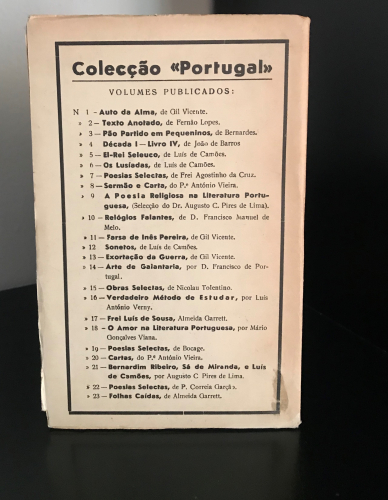 Colecção «Portugal»
VOLUMES PUBLICADOS:
N 1 - Auto da Alma, de Gil Vicente.
» 2 — Texto Anotado, de Fernão Lopes.
» 3 — Pão Partido em Pequeninos, de Bernardes.
» 4 Década I — Livro IV, de João de Barros
» 5 — El-Rei Seleuco, de Luís de Camões.
» 6 — Os Lusíadas, de Luís de Camões.
» 7 — Poesias Selectas, de Frei Agostinho da Cruz.
» 8 — Sermão e Carta, do P.ª António Vieira.
» 9 A Poesia Religiosa na Literatura Portu-
guesa, (Selecção do Dr. Augusto C. Pires de Lima),
» 10 — Relógios Falantes, de D. Francisco Manuel de
Melo.
» 11 — Farsa de Inês Pereira, de Gil Vicente.
» 12 Sonetos, de Luís de Camões.
» 13 — Exortação da Guerra, de Gil Vicente.
» 14 — Arte de Galantaria, por D. Francisco de Por-
tugal.
» 15 — Obras Selectas, de Nicolau Tolentino.
» 16 — Verdadeiro Método de Estudar, por Luís
António Verny.
» 17 — Frei Luís de Sousa, Almeida Garrett.
» 18 — O Amor na Literatura Portuguesa, por Mário
Gonçalves Viana.
» 19 — Poesias Selectas, de Bocage.
» 20 — Cartas, do P.ª António Vieira.
» 21 — Bernardim Ribeiro, Sá de Miranda, e Luís
de Camões, por Augusto C. Pires de Lima.
» 22 — Poesias Selectas, de P. Correia Garção.
» 23 — Folhas Caídas, de Almeida Garrett.